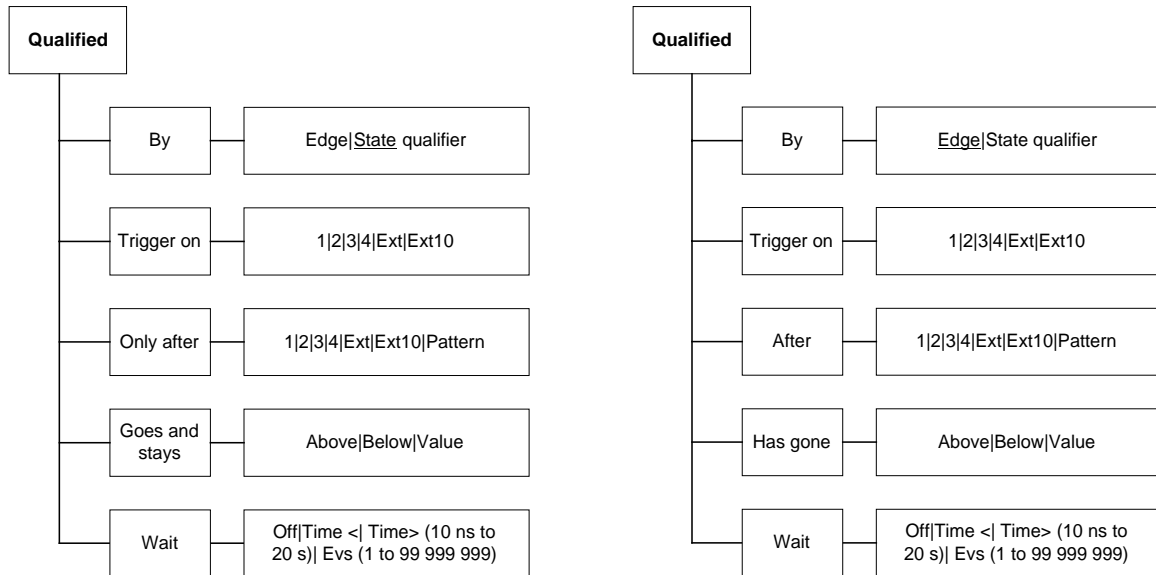 Qualified
By
Edge|State qualifier
Trigger on
1|2|3|4|Ext|Ext10
Only after
1|2|3|4|Ext|Ext10|Pattern
Goes and
stays
Above|Below|Value
Wait
Off|Time <| Time> (10 ns to
20 s)| Evs (1 to 99 999 999)
Qualified
By
Edge|State qualifier
Trigger on
1|2|3|4|Ext|Ext10
After
1|2|3|4|Ext|Ext10|Pattern
Has gone
Above|Below|Value
Wait
Off|Time <| Time> (10 ns to
20 s)| Evs (1 to 99 999 999)